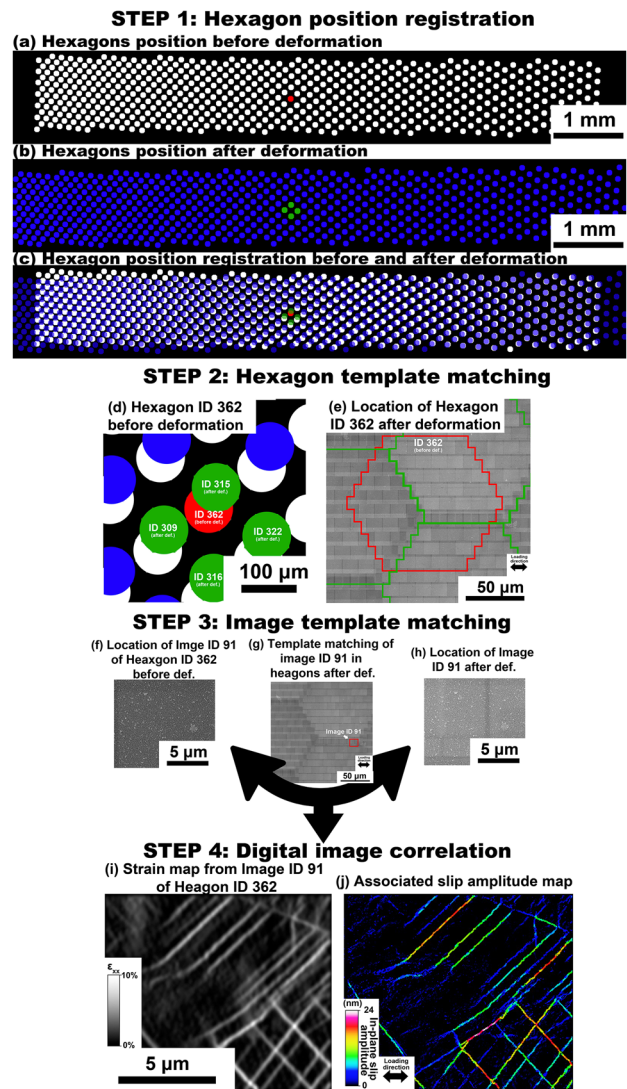 STEP 1: Hexagon position registration
(a) Hexagons position before deformation
1 mm
(b) Hexagons position after deformation
1 mm
(c) Hexagon position registration before and after deformation
STEP 2: Hexagon template matching
(d) Hexagon ID 362
before deformation
ID 315
(after def.)
ID 362
(before def.)
ID 309
(after def.)
ID 322
(after def.)
ID 316
(after def.)
100 µm
(e) Location of Hexagon
ID 362 after deformation
ID 362
(before def.)
Loading
direction
50 µm
STEP 3: Image template matching
(f) Location of Imge ID 91
of Heaxgon ID 362
before def.
5 µm
(g) Template matching of
image ID 91 in
heagons after def.
Image ID 91
Loading
direction
50 µm
(h) Location of Image
ID 91 after def.
5 µm
STEP 4: Digital image correlation
(i) Strain map from Image ID 91
of Heagon ID 362
εxx
10%
0%
5 µm
(j) Associated slip amplitude map
24
(nm)
0
In-plane slip
amplitude
Loading
direction